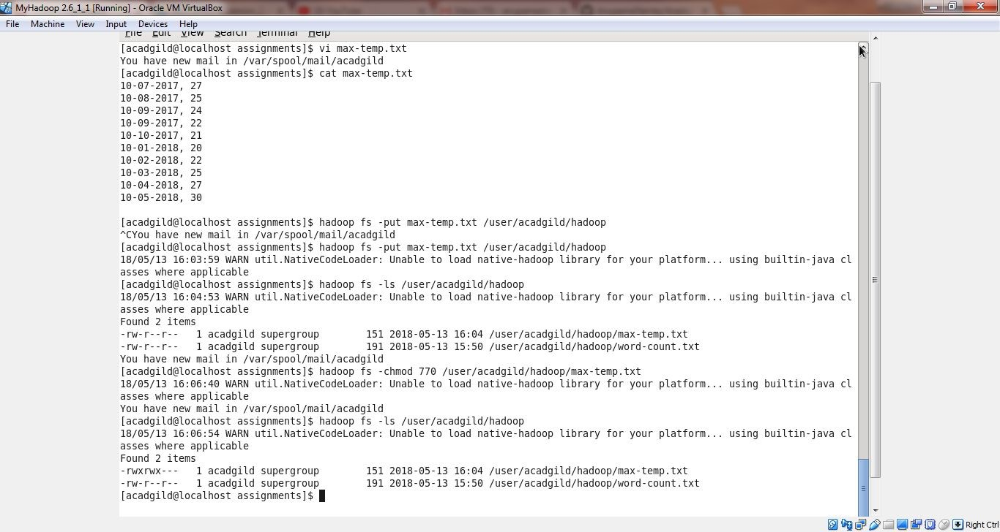 MyHadoop 2.6_1_1 [Running] - Oracle VM VirtualBox
File Machine View Input Devices Help
File Edit View Search Terminal Help
[acadgild@localhost assignments]$ vi max-temp.txt
You have new mail in /var/spool/mail/acadgild
[acadgild@localhost assignments]$ cat max-temp.txt
10-07-2017, 27
10-08-2017, 25
10-09-2017, 24
10-09-2017, 22
10-10-2017, 21
10-01-2018, 20
10-02-2018, 22
10-03-2018, 25
10-04-2018, 27
10-05-2018, 30
[acadgild@localhost assignments]$ hadoop fs -put max-temp.txt /user/acadgild/hadoop
^CYou have new mail in /var/spool/mail/acadgild
[acadgild@localhost assignments]$ hadoop fs -put max-temp.txt /user/acadgild/hadoop
18/05/13 16:03:59 WARN util.NativeCodeLoader: Unable to load native-hadoop library for your platform... using builtin-java cl
asses where applicable
[acadgild@localhost assignments]$ hadoop fs -ls /user/acadgild/hadoop
18/05/13 16:04:53 WARN util.NativeCodeLoader: Unable to load native-hadoop library for your platform... using builtin-java cl
asses where applicable
Found 2 items
-rw-r--r--   1 acadgild supergroup        151 2018-05-13 16:04 /user/acadgild/hadoop/max-temp.txt
-rw-r--r--   1 acadgild supergroup        191 2018-05-13 15:50 /user/acadgild/hadoop/word-count.txt
You have new mail in /var/spool/mail/acadgild
[acadgild@localhost assignments]$ hadoop fs -chmod 770 /user/acadgild/hadoop/max-temp.txt
18/05/13 16:06:40 WARN util.NativeCodeLoader: Unable to load native-hadoop library for your platform... using builtin-java cl
asses where applicable
You have new mail in /var/spool/mail/acadgild
[acadgild@localhost assignments]$ hadoop fs -ls /user/acadgild/hadoop
18/05/13 16:06:54 WARN util.NativeCodeLoader: Unable to load native-hadoop library for your platform... using builtin-java cl
asses where applicable
Found 2 items
-rwxrwx---   1 acadgild supergroup        151 2018-05-13 16:04 /user/acadgild/hadoop/max-temp.txt
-rw-r--r--   1 acadgild supergroup        191 2018-05-13 15:50 /user/acadgild/hadoop/word-count.txt
[acadgild@localhost assignments]$
Right Ctrl